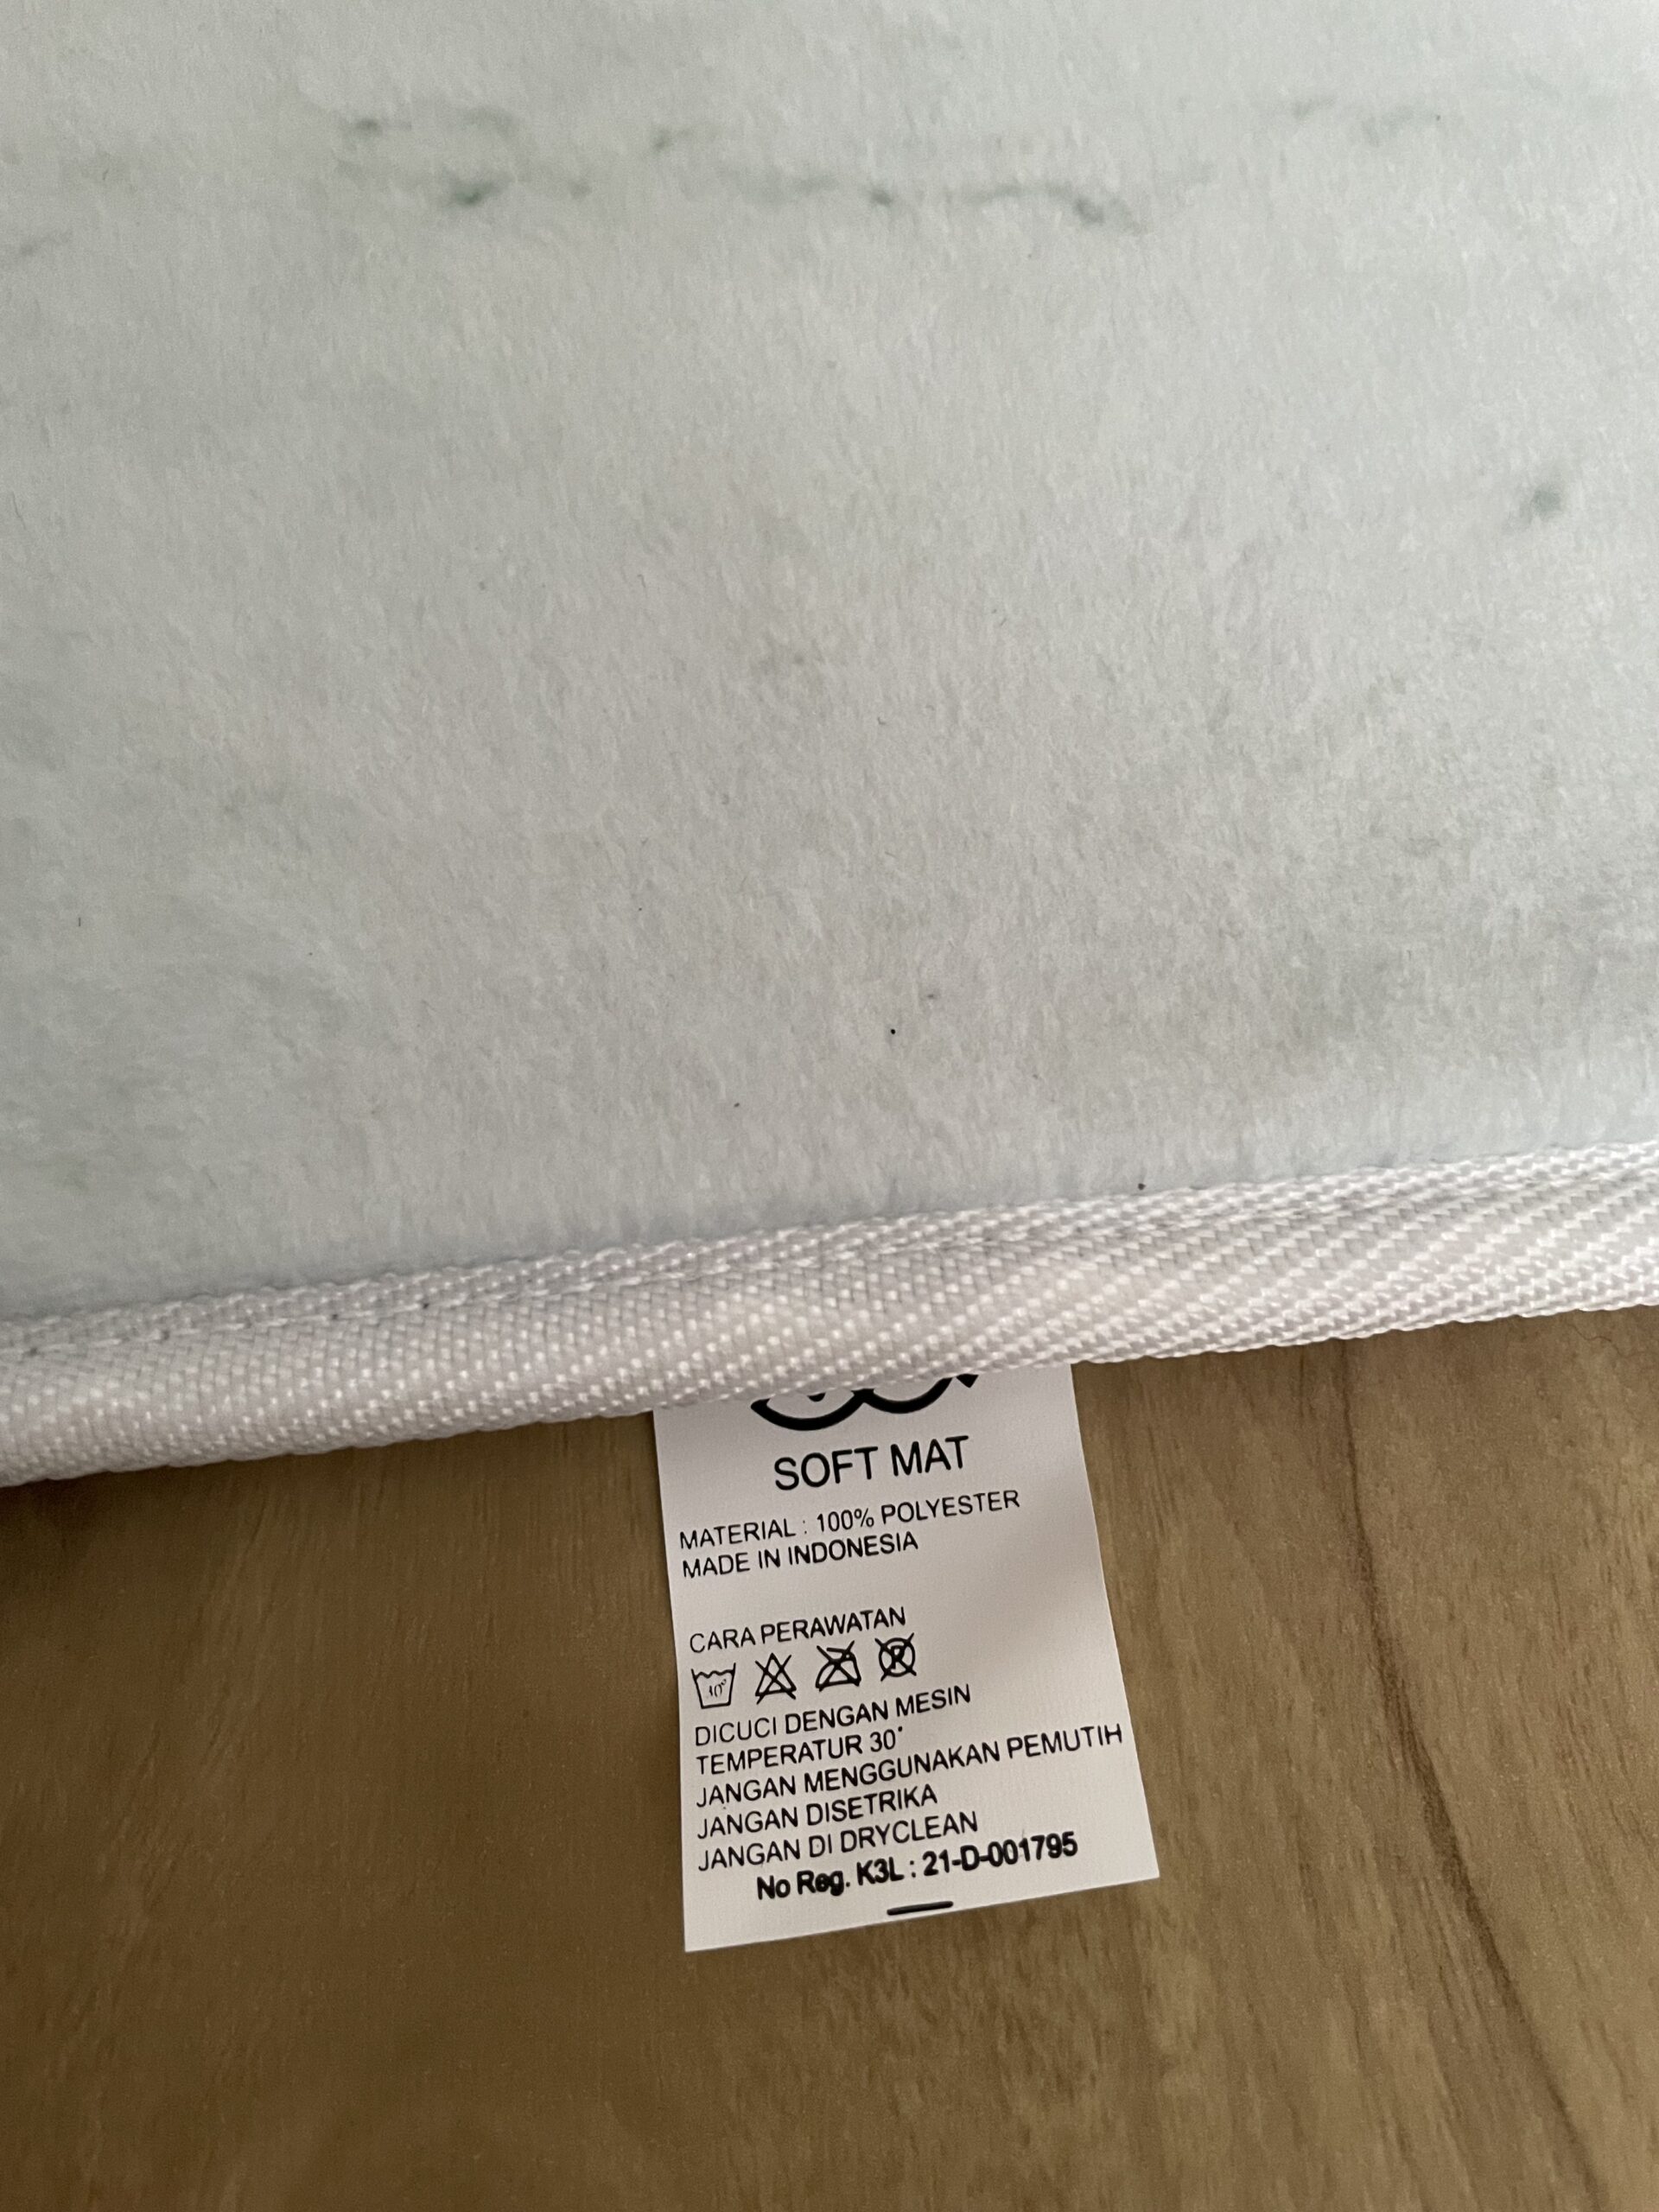 SOFT MAT
MATERIAL : 100% POLYESTER
MADE IN INDONESIA
CARA PERAWATAN
DICUCI DENGAN MESIN
TEMPERATUR 30°
JANGAN MENGGUNAKAN PEMUTIH
JANGAN DISETRIKA
JANGAN DI DRYCLEAN
No Reg. K3L : 21-D-001795